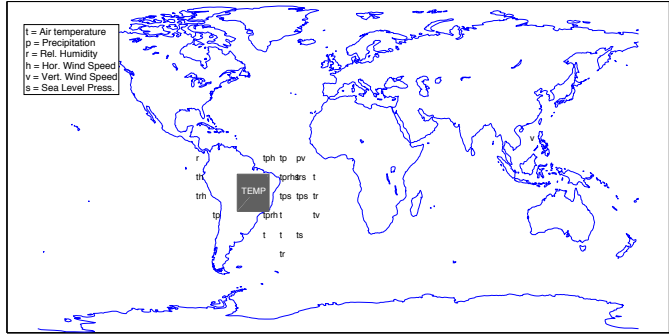 t = Air temperature
p = Precipitation
r = Rel. Humidity
h = Hor. Wind Speed
v = Vert. Wind Speed
s = Sea Level Press.
v
r tph tp pv
th tprhs trs t
trh TEMP tps tps tr
tp tprh t tv
t t ts
tr